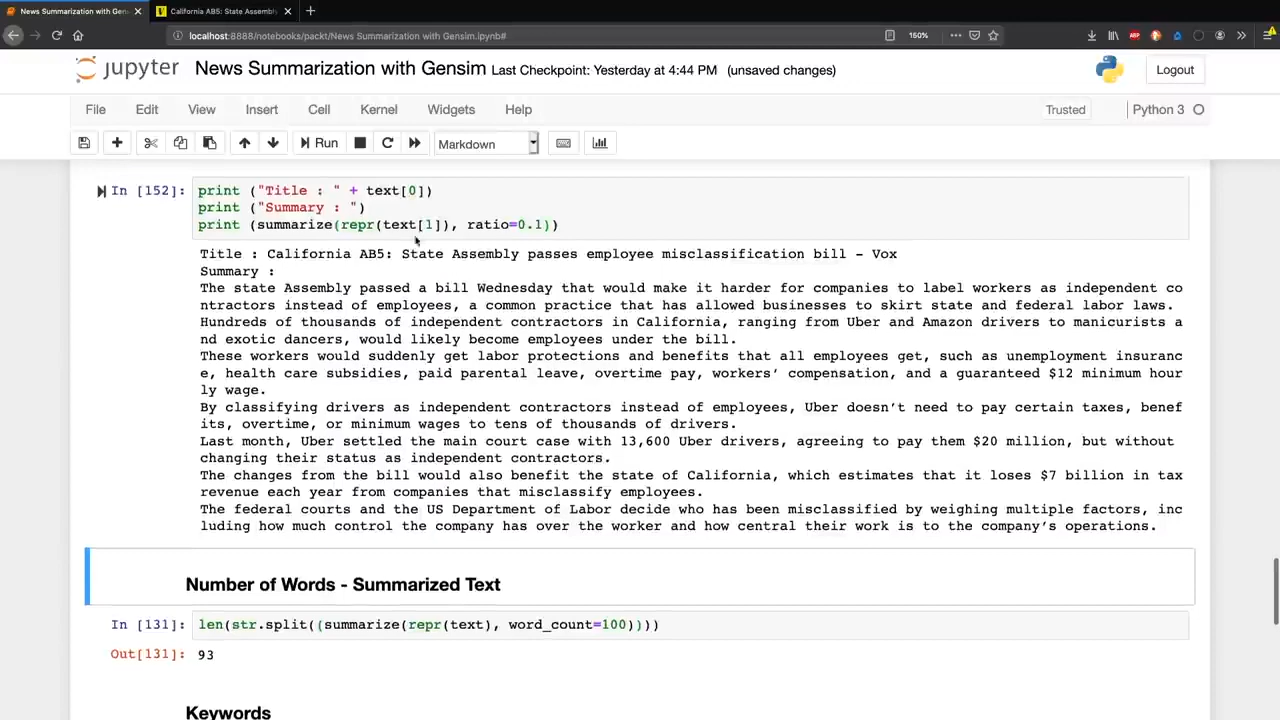 News Summarization with Gen
California AB5: State Assembly
localhost:8888/notebooks/packt/News Summarization with Gensim.ipynb#
150%
ABP
jupyter
News Summarization with Gensim Last Checkpoint: Yesterday at 4:44 PM (unsaved changes)
Logout
File Edit View Insert Cell Kernel Widgets Help
Trusted
Python 3
Run
Markdown
In [152]: print ("Title : " + text[0])
print ("Summary : ")
print (summarize(repr(text[1]), ratio=0.1))
Title : California AB5: State Assembly passes employee misclassification bill - Vox
Summary :
The state Assembly passed a bill Wednesday that would make it harder for companies to label workers as independent co
ntractors instead of employees, a common practice that has allowed businesses to skirt state and federal labor laws.
Hundreds of thousands of independent contractors in California, ranging from Uber and Amazon drivers to manicurists a
nd exotic dancers, would likely become employees under the bill.
These workers would suddenly get labor protections and benefits that all employees get, such as unemployment insuranc
e, health care subsidies, paid parental leave, overtime pay, workers’ compensation, and a guaranteed $12 minimum hour
ly wage.
By classifying drivers as independent contractors instead of employees, Uber doesn’t need to pay certain taxes, benef
its, overtime, or minimum wages to tens of thousands of drivers.
Last month, Uber settled the main court case with 13,600 Uber drivers, agreeing to pay them $20 million, but without
changing their status as independent contractors.
The changes from the bill would also benefit the state of California, which estimates that it loses $7 billion in tax
revenue each year from companies that misclassify employees.
The federal courts and the US Department of Labor decide who has been misclassified by weighing multiple factors, inc
luding how much control the company has over the worker and how central their work is to the company’s operations.
Number of Words - Summarized Text
In [131]: len(str.split((summarize(repr(text), word_count=100))))
Out[131]: 93
Keywords